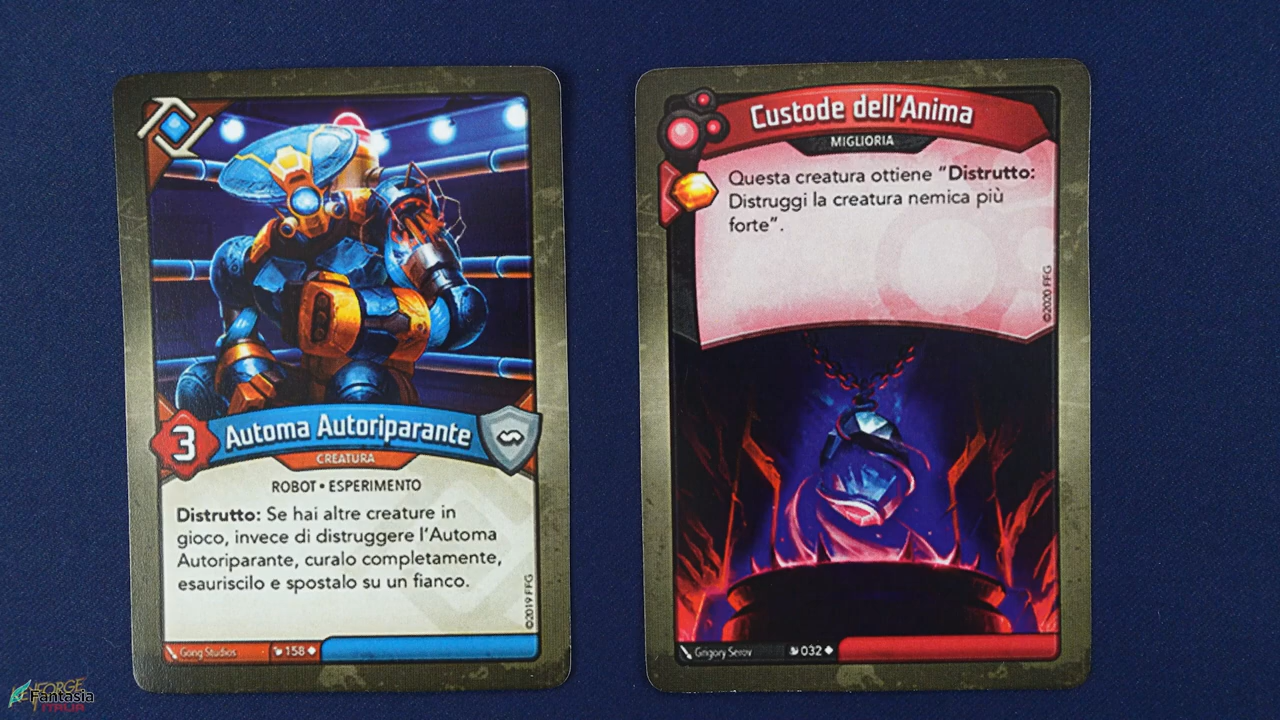 3
Automa Autoriparante
CREATURA
ROBOT • ESPERIMENTO
Distrutto: Se hai altre creature in
gioco, invece di distruggere l'Automa
Autoriparante, curalo completamente,
esauriscilo e spostalo su un fianco.
©2019 FFG
Gong Studios
158
Custode dell'Anima
MIGLIORIA
Questa creatura ottiene “Distrutto:
Distruggi la creatura nemica più
forte”.
©2020 FFG
Grigory Serov
032
Fantasia
ITALIA